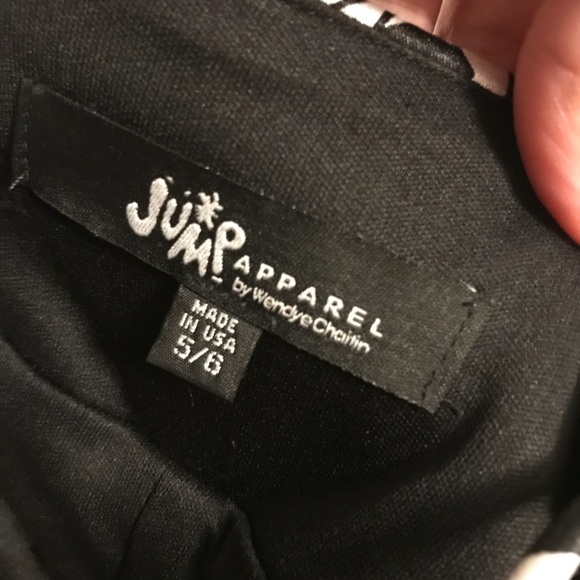 JUMP APPAREL
by Wendye Chaitin
MADE
IN USA
5/6